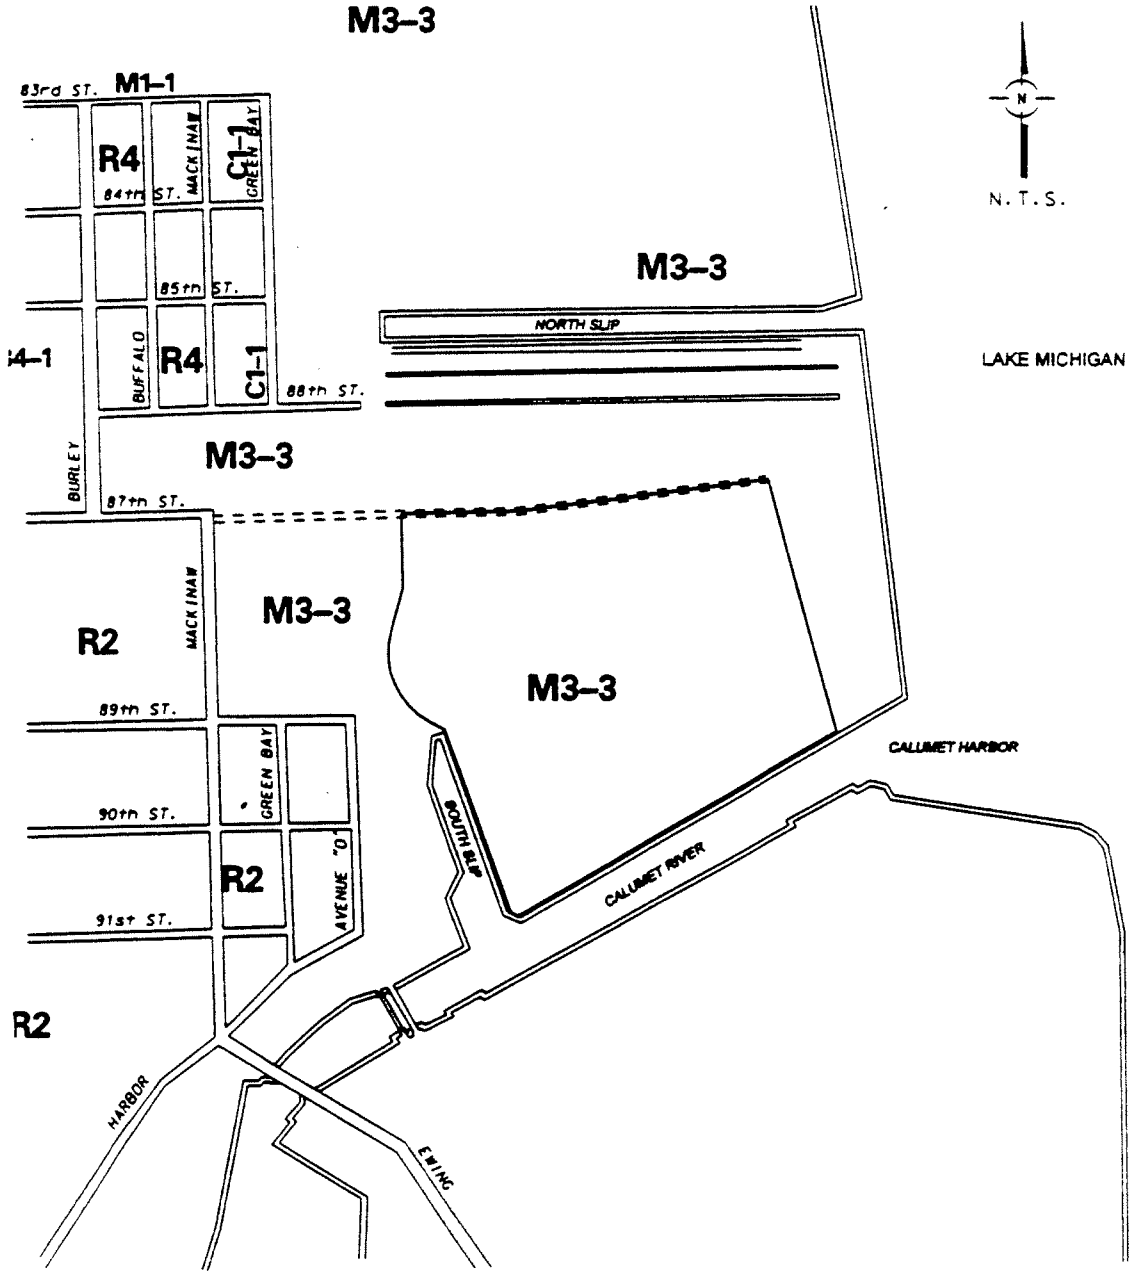 M3-3
83rd ST.
M1-1
N
R4
MACKINAW
C1-1
GREEN BAY
84th ST.
N.T.S.
M3-3
85th ST.
NORTH SLIP
4-1
BUFFALO
R4
C1-1
LAKE MICHIGAN
88th ST.
M3-3
BURLEY
87th ST.
MACKINAW
M3-3
R2
M3-3
89th ST.
GREEN BAY
CALUMET HARBOR
90th ST.
SOUTH SLIP
AVENUE "O"
R2
CALUMET RIVER
91st ST.
R2
HARBOR
EWING